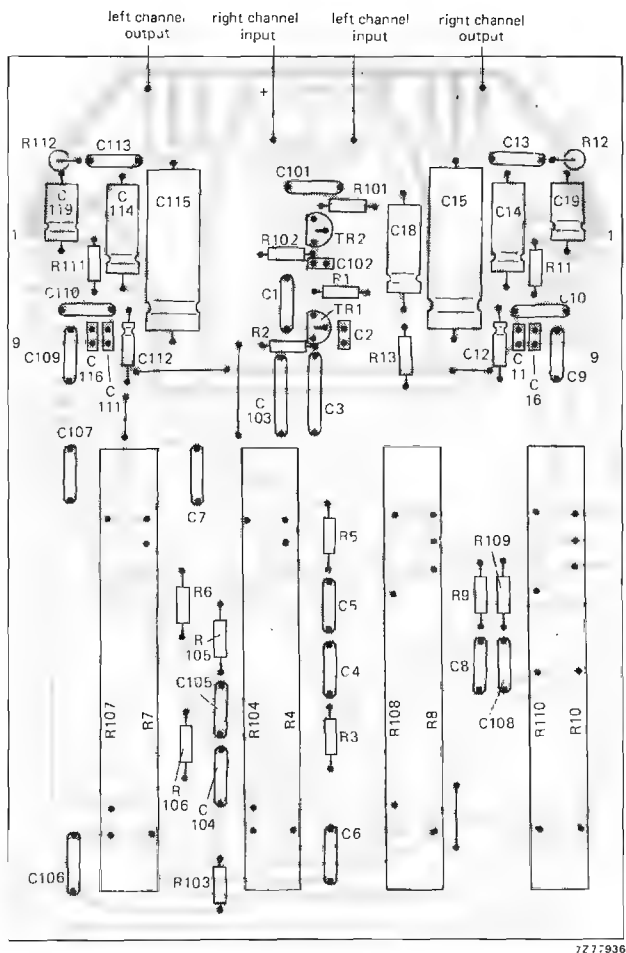 left channel output
right channel input
left channel input
right channel output
+
R112
C113
C101
C13
R12
R101
C 119
C 114
C115
C18
C15
C14
C19
TR2
1
1
R102
C102
R111
R11
C110
C1
R1
C10
TR1
R2
C2
R13
9
9
C109
C 116
C 111
C112
C12
C 11
C 16
C9
C 103
C3
C107
C7
R5
R109
R6
R9
C5
R 105
C4
C8
C105
C108
R107
R7
R104
R4
R3
R108
R8
R110
R10
R 106
C 104
C6
C106
R103
7Z77936